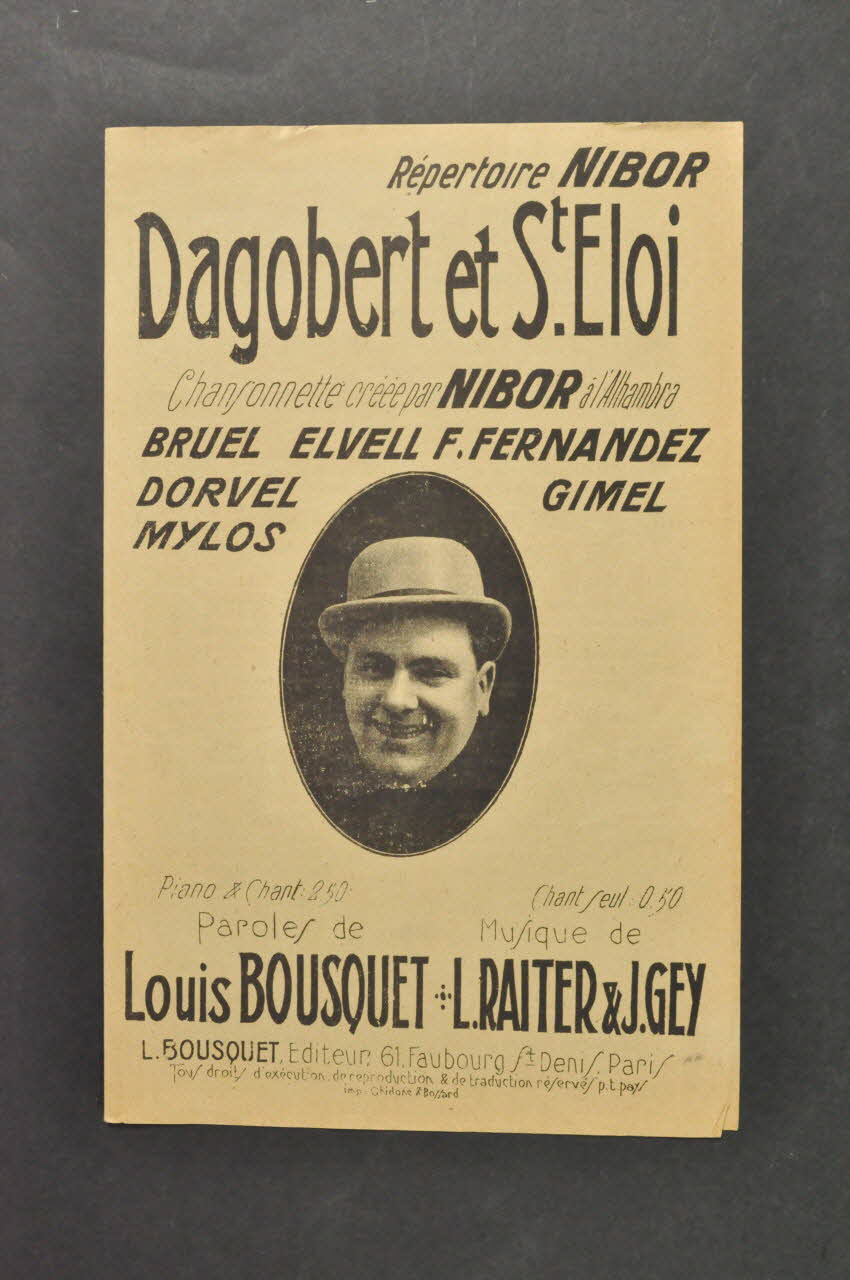 Répertoire NIBOR
Dagobert et St. Eloi
Chansonnette créée par NIBOR à l'Alhambra
BRUEL ELVELL F. FERNANDEZ
DORVEL GIMEL
MYLOS
Piano & Chant: 2.50 Chant seul: 0.50
Paroles de Musique de
Louis BOUSQUET L. RAITER & J. GEY
L. BOUSQUET, Editeur, 61, Faubourg St Denis, Paris
Tous droits d'exécution, de reproduction & de traduction réservés p. t. pays
imp. & Bossard